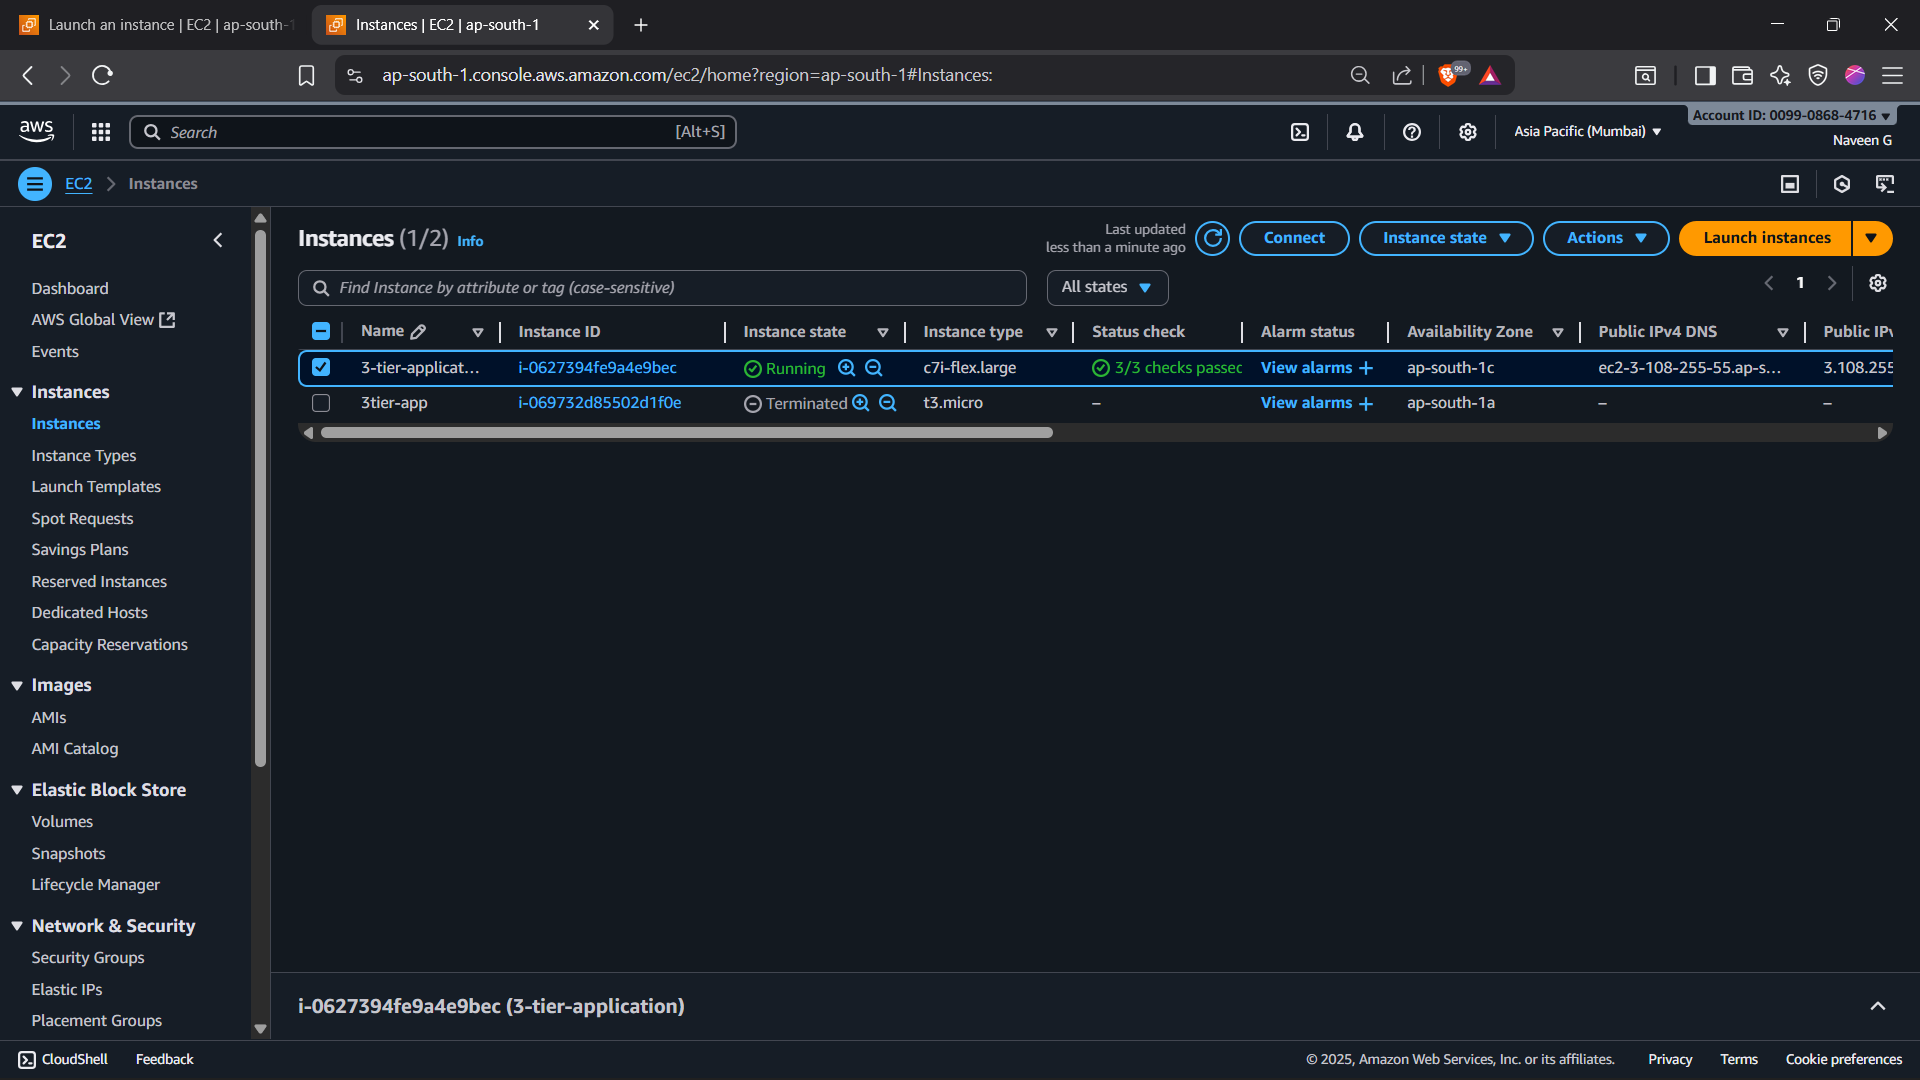 Launch an instance | EC2 | ap-south-1
Instances | EC2 | ap-south-1
ap-south-1.console.aws.amazon.com/ec2/home?region=ap-south-1#Instances:
99+
aws
Search
[Alt+S]
Asia Pacific (Mumbai)
Account ID: 0099-0868-4716
Naveen G
EC2
Instances
EC2
Dashboard
AWS Global View
Events
Instances
Instances
Instance Types
Launch Templates
Spot Requests
Savings Plans
Reserved Instances
Dedicated Hosts
Capacity Reservations
Images
AMIs
AMI Catalog
Elastic Block Store
Volumes
Snapshots
Lifecycle Manager
Network & Security
Security Groups
Elastic IPs
Placement Groups
Instances (1/2) Info
Last updated
less than a minute ago
Connect
Instance state
Actions
Launch instances
Find Instance by attribute or tag (case-sensitive)
All states
1
Name Instance ID Instance state Instance type Status check Alarm status Availability Zone Public IPv4 DNS Public IPv
3-tier-applicat... i-0627394fe9a4e9bec Running c7i-flex.large 3/3 checks passec View alarms + ap-south-1c ec2-3-108-255-55.ap-s... 3.108.255
3tier-app i-069732d85502d1f0e Terminated t3.micro – View alarms + ap-south-1a – –
i-0627394fe9a4e9bec (3-tier-application)
CloudShell
Feedback
© 2025, Amazon Web Services, Inc. or its affiliates.
Privacy
Terms
Cookie preferences